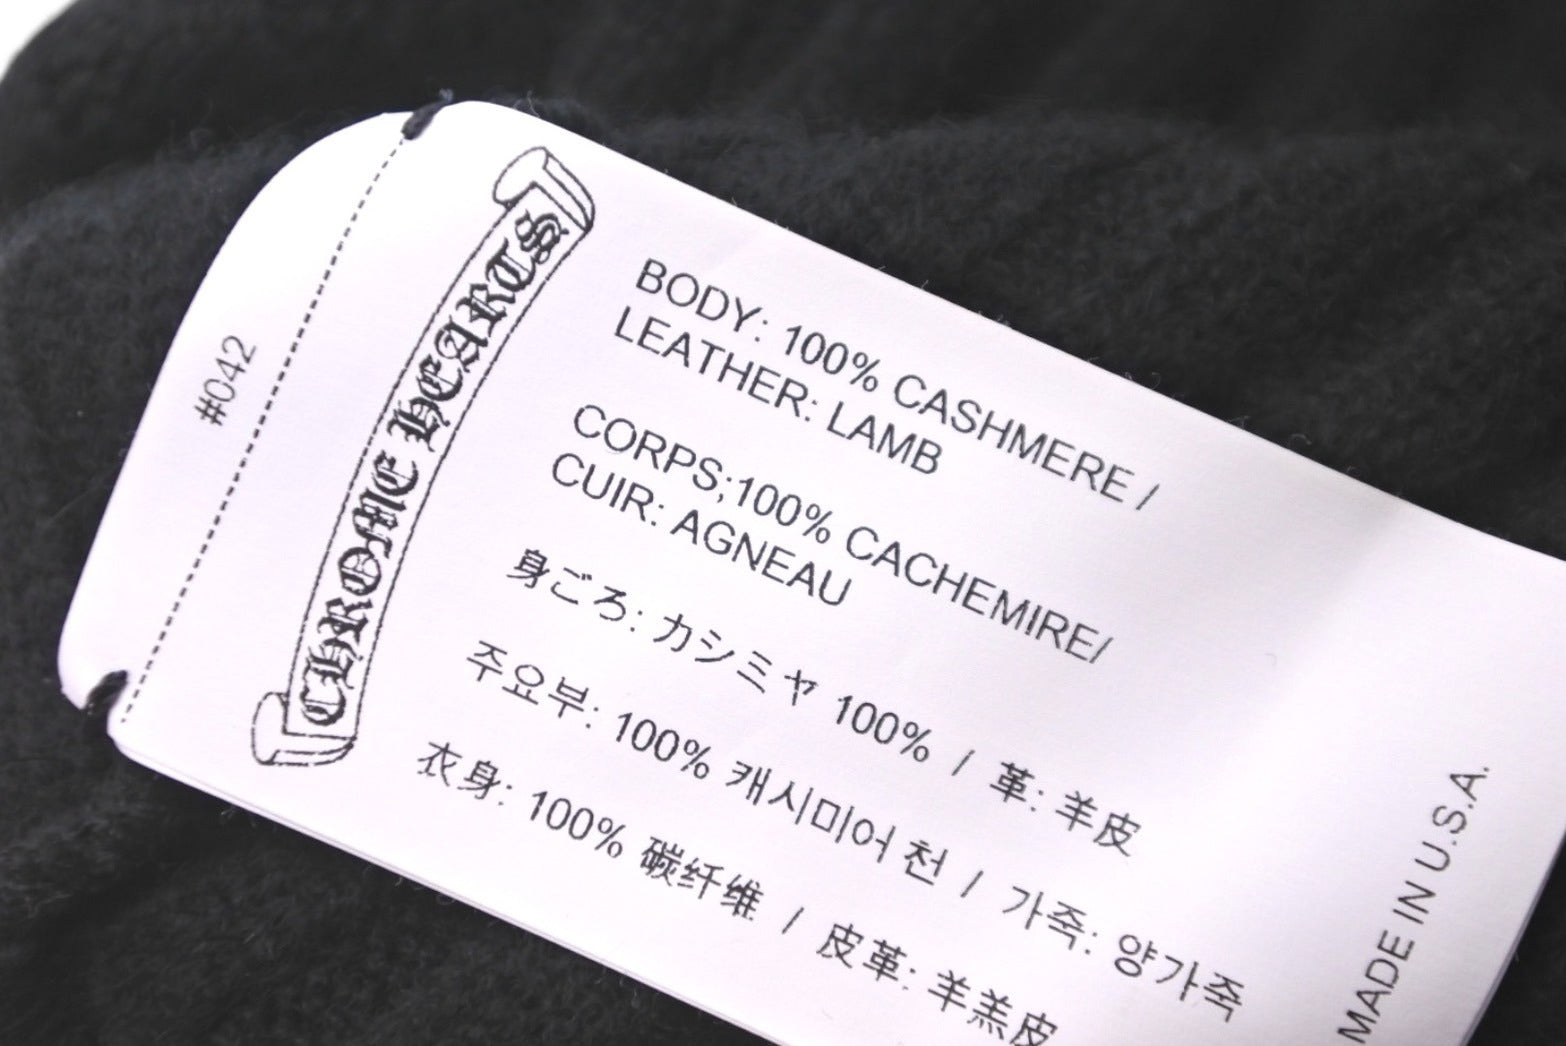 #042
CHROME HEARTS
BODY: 100% CASHMERE /
LEATHER: LAMB
CORPS;100% CACHEMIRE/
CUIR: AGNEAU
身ごろ: カシミヤ 100% / 革: 羊皮
주요부: 100% 캐시미어 천 / 가죽: 양가죽
衣身: 100% 碳纤维 / 皮革: 羊羔皮
MADE IN U.S.A.